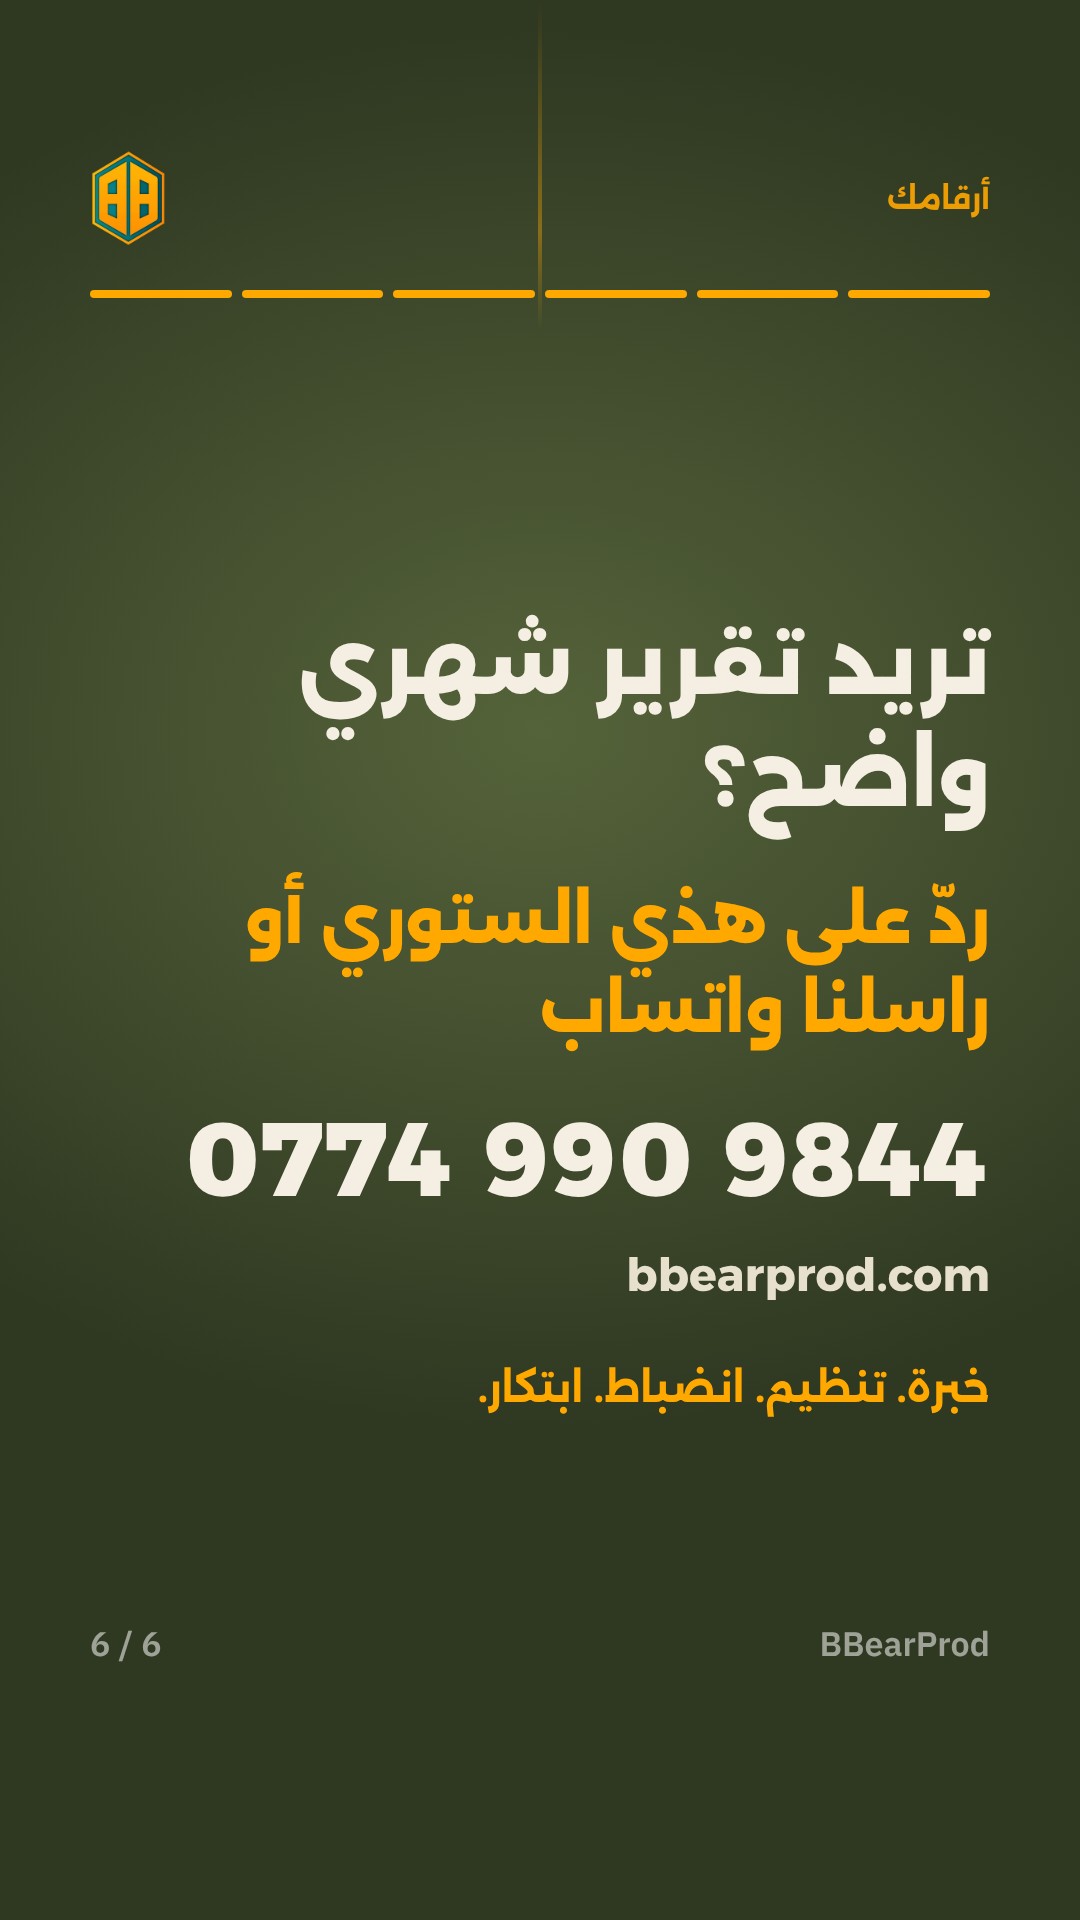 أرقامك
تريد تقرير شهري
واضح؟
ردّ على هذي الستوري أو
راسلنا واتساب
0774 990 9844
bbearprod.com
خبرة. تنظيم. انضباط. ابتكار.
BBearProd
6 / 6